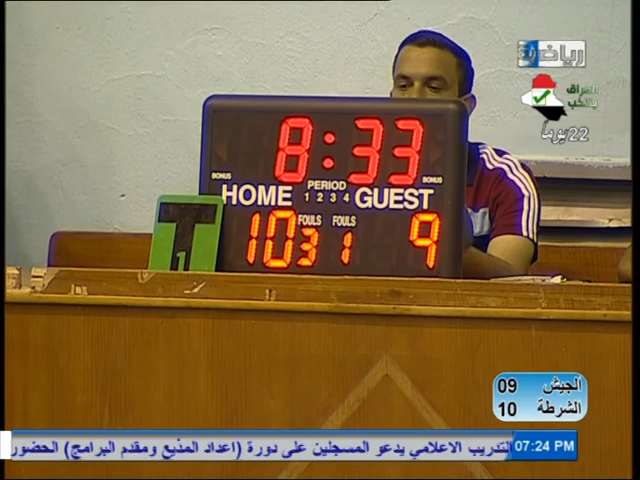 رياضية
العراق
ينتخب
22 يوماً
8:33
BONUS
BONUS
HOME
PERIOD
1 2 3 4
GUEST
FOULS
FOULS
10
3
1
9
T
1
الجيش 09
الشرطة 10
التدريب الاعلامي يدعو المسجلين على دورة (اعداد المذيع ومقدم البرامج) الحضور
07:24 PM